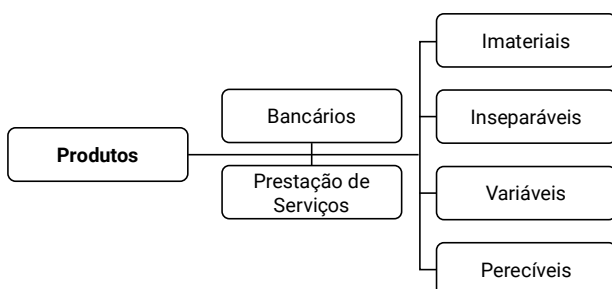 Produtos
Bancários
Prestação de
Serviços
Imateriais
Inseparáveis
Variáveis
Perecíveis